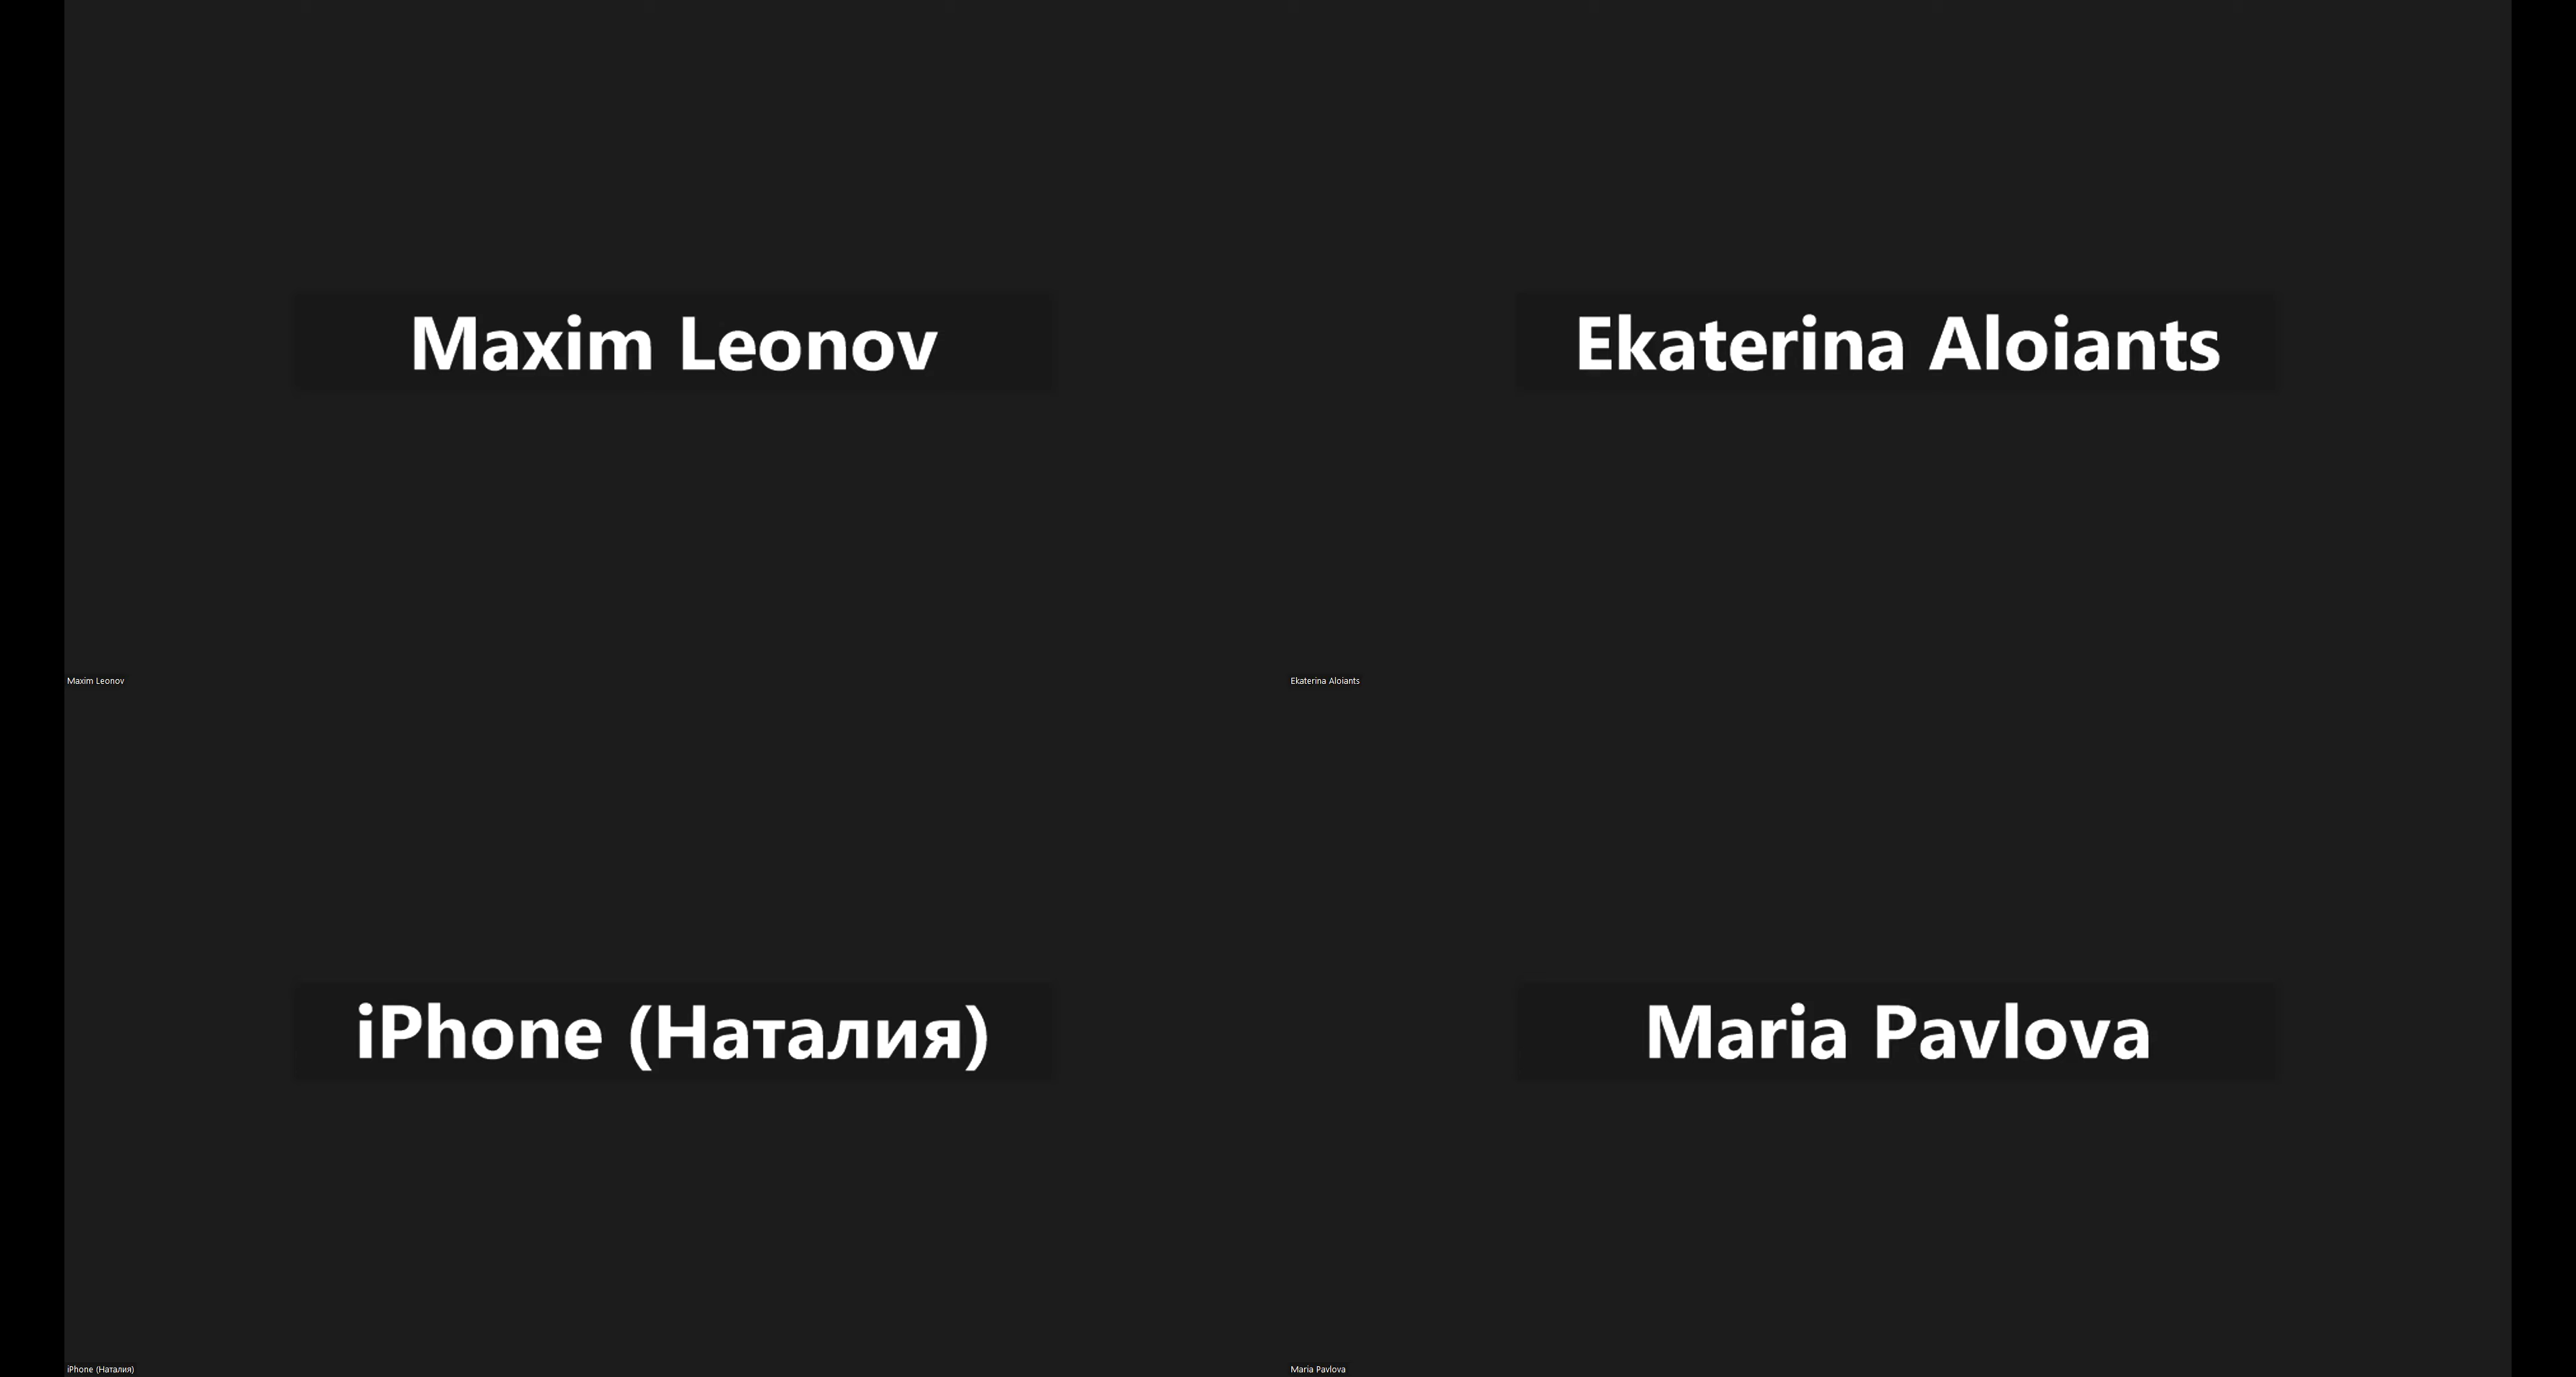 Maxim Leonov
Ekaterina Aloiants
Maxim Leonov
Ekaterina Aloiants
iPhone (Наталия)
Maria Pavlova
iPhone (Наталия)
Maria Pavlova